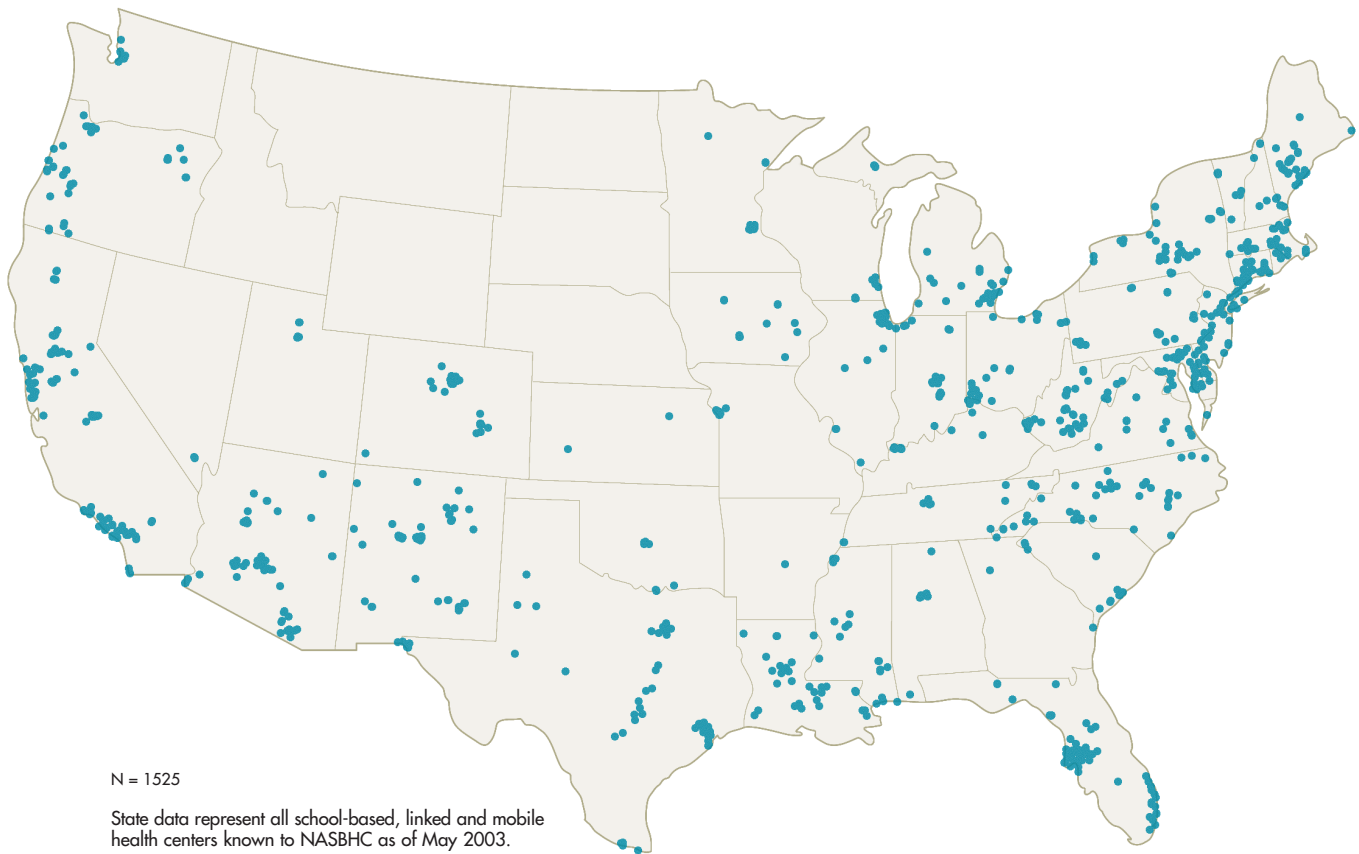 N = 1525
State data represent all school-based, linked and mobile
health centers known to NASBHC as of May 2003.